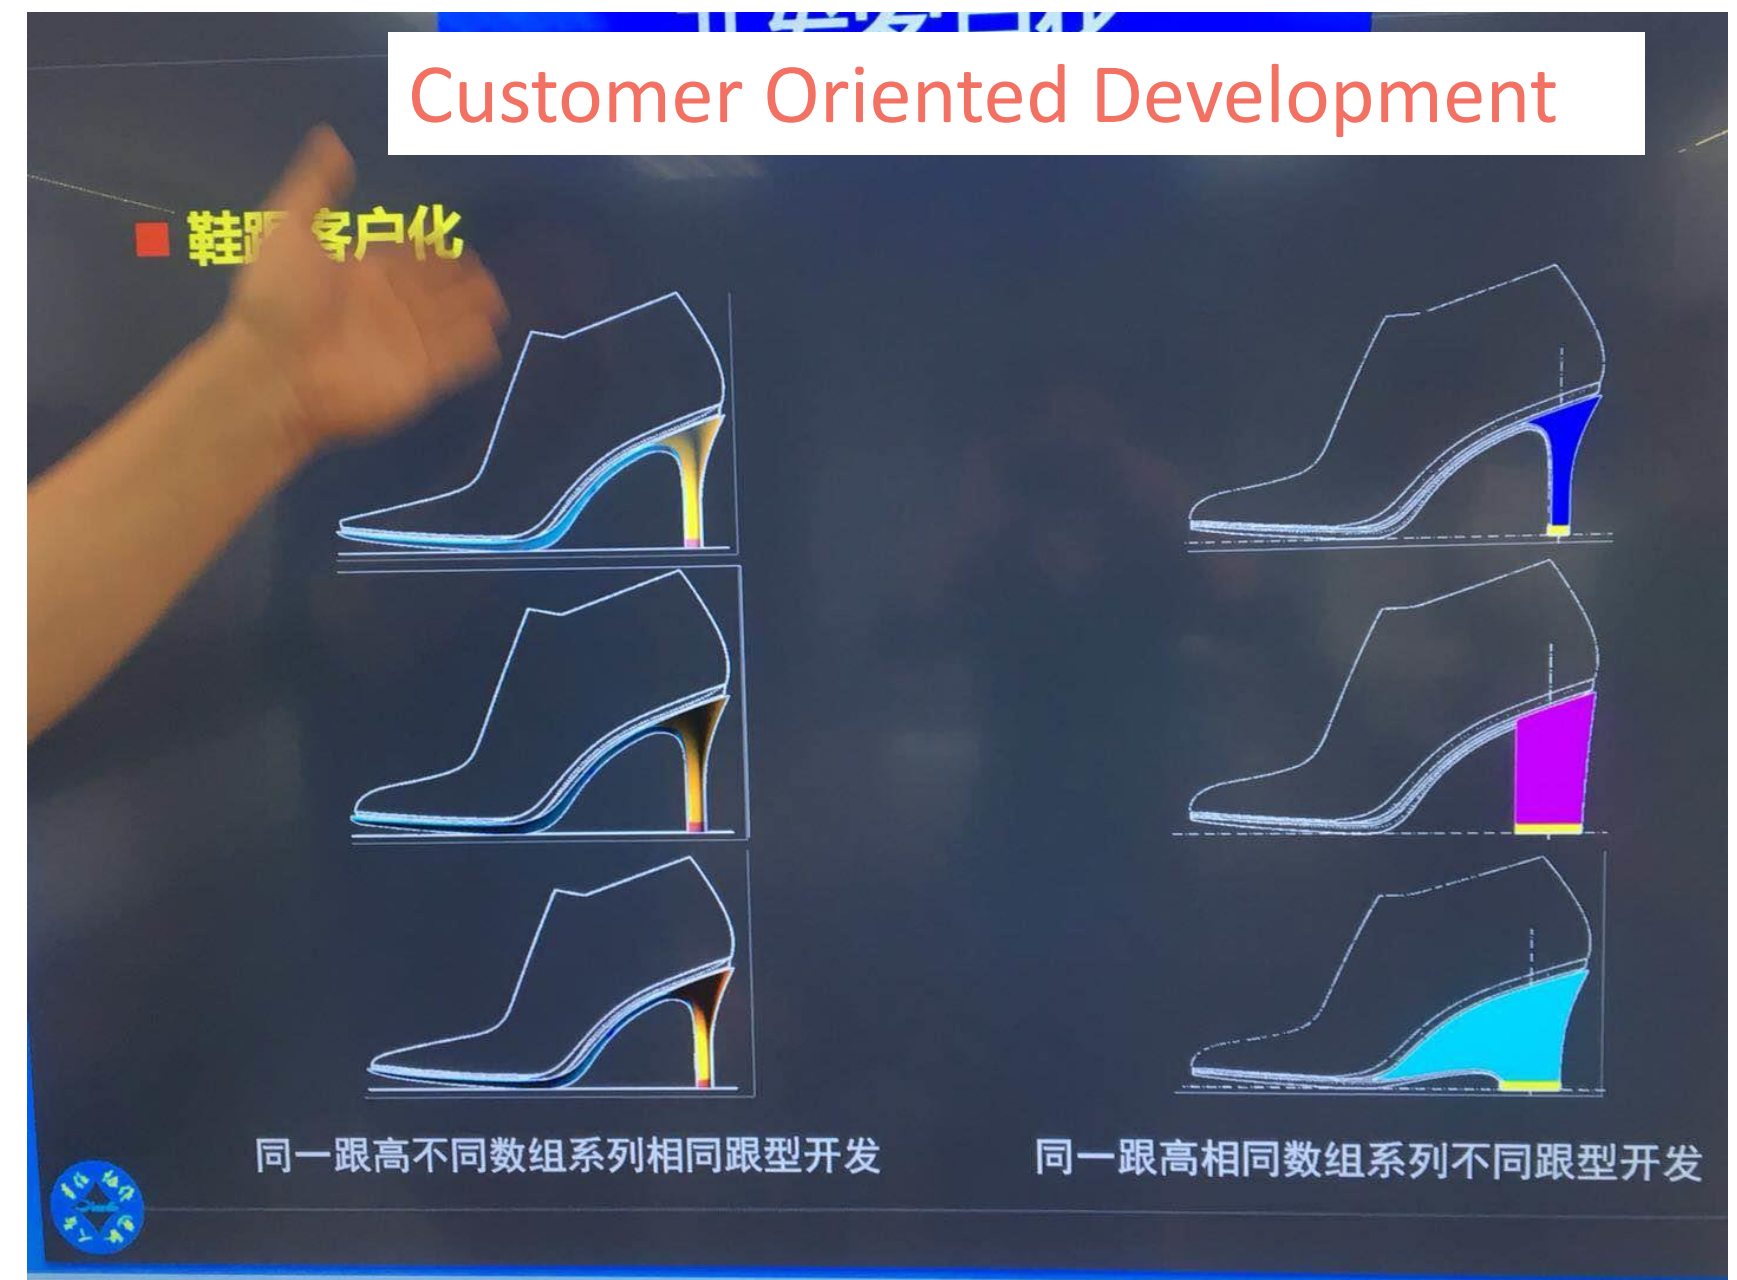 Customer Oriented Development
鞋跟客户化
同一跟高不同数组系列相同跟型开发
同一跟高相同数组系列不同跟型开发